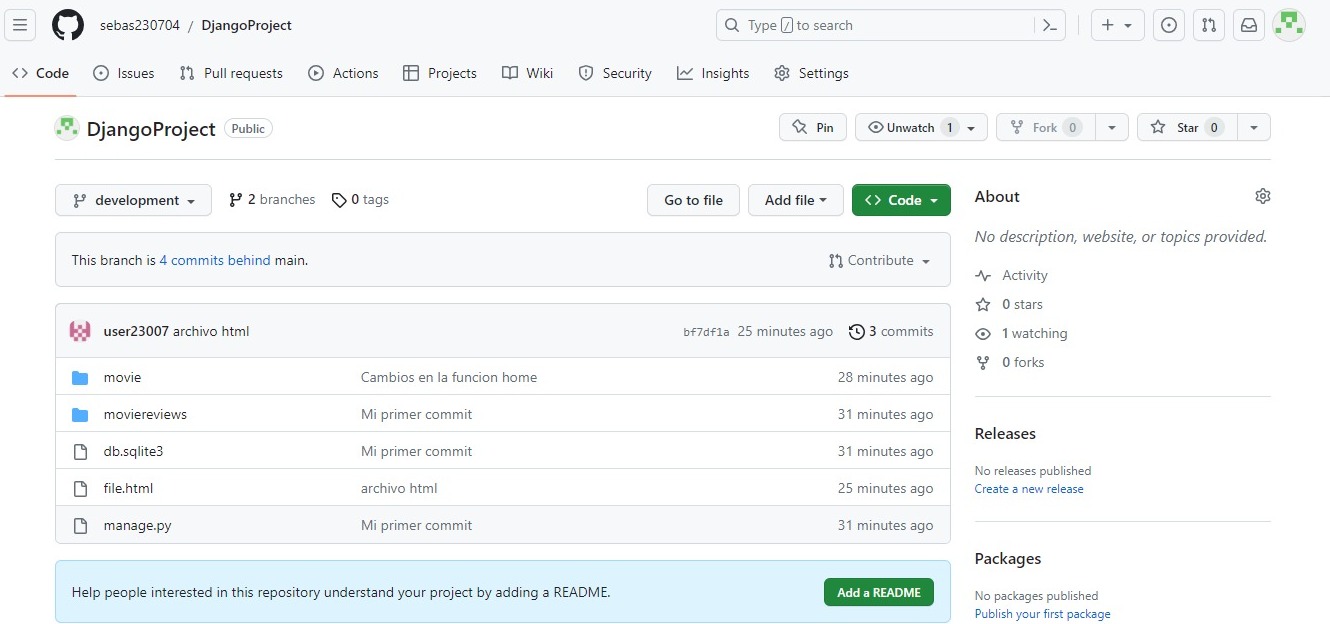 sebas230704 / DjangoProject
Type / to search
Code Issues Pull requests Actions Projects Wiki Security Insights Settings
DjangoProject Public
Pin Unwatch 1 Fork 0 Star 0
development 2 branches 0 tags
Go to file Add file Code
This branch is 4 commits behind main.
Contribute
user23007 archivo html bf7df1a 25 minutes ago 3 commits
movie Cambios en la funcion home 28 minutes ago
moviereviews Mi primer commit 31 minutes ago
db.sqlite3 Mi primer commit 31 minutes ago
file.html archivo html 25 minutes ago
manage.py Mi primer commit 31 minutes ago
Help people interested in this repository understand your project by adding a README.
Add a README
About
No description, website, or topics provided.
Activity
0 stars
1 watching
0 forks
Releases
No releases published
Create a new release
Packages
No packages published
Publish your first package